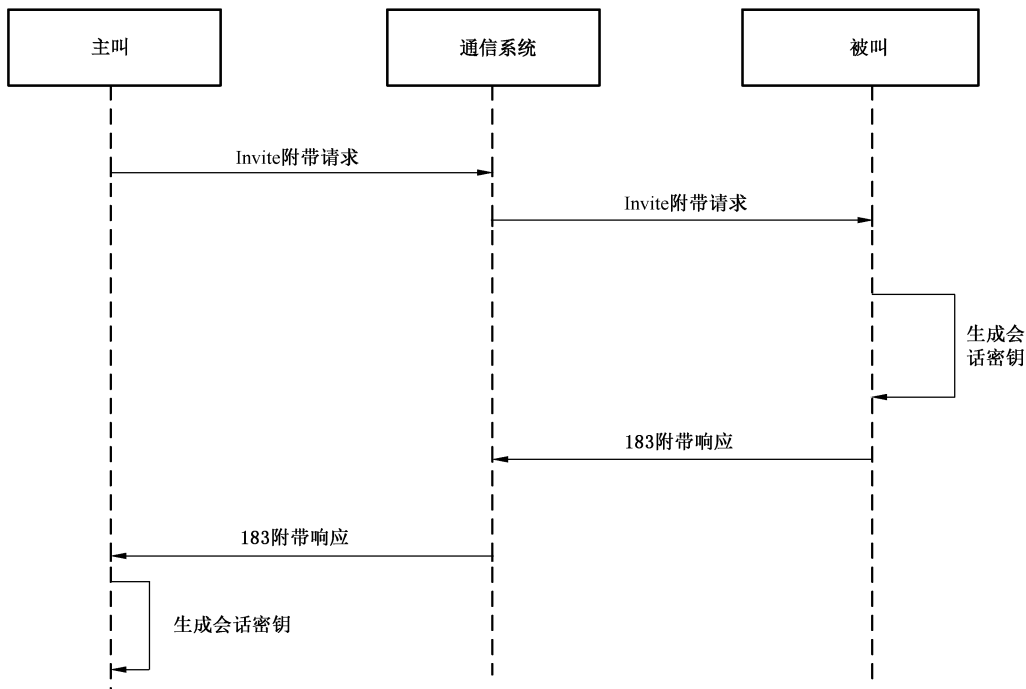 主叫
通信系统
被叫
Invite附带请求
Invite附带请求
生成会
话密钥
183附带响应
183附带响应
生成会话密钥